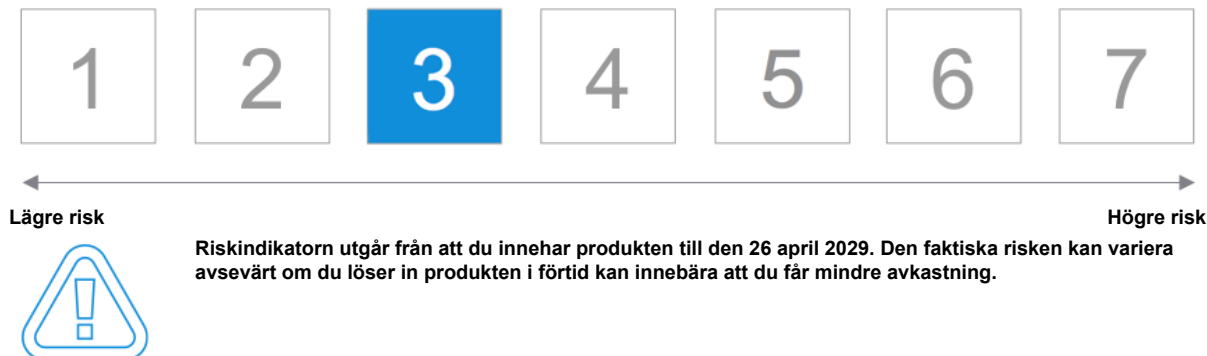 1 2 3 4 5 6 7
Lägre risk Högre risk
Riskindikatorn utgår från att du innehar produkten till den 26 april 2029. Den faktiska risken kan variera
avsevärt om du löser in produkten i förtid kan innebära att du får mindre avkastning.